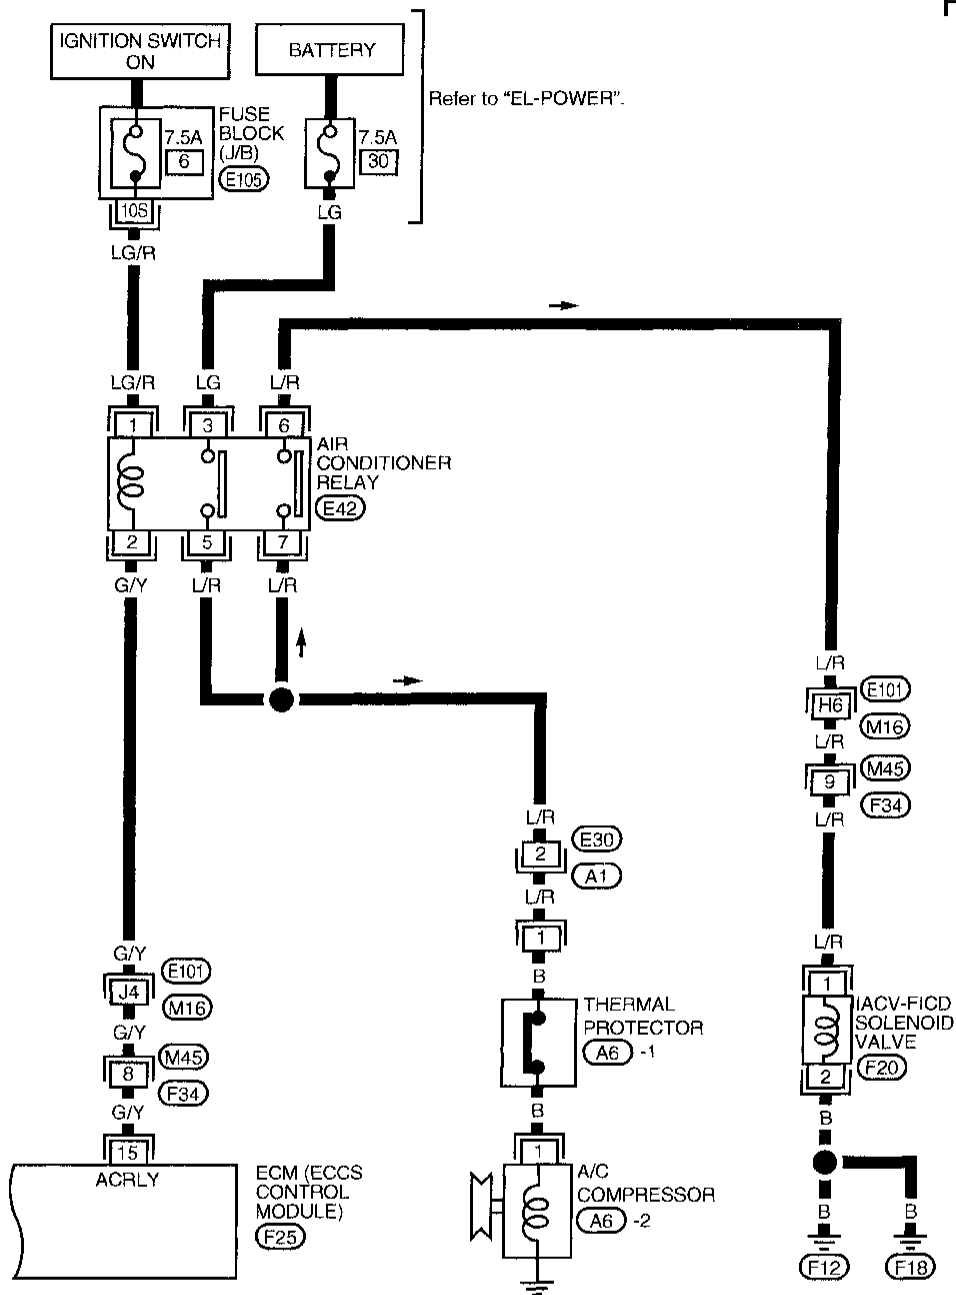 IGNITION SWITCH
ON
BATTERY
Refer to "EL-POWER".
FUSE
BLOCK
(J/B)
E105
7.5A
6
7.5A
30
10S
LG
LG/R
LG/R
LG
L/R
1
3
6
AIR
CONDITIONER
RELAY
E42
2
5
7
G/Y
L/R
L/R
L/R
H6
E101
M16
L/R
9
M45
F34
L/R
L/R
2
E30
A1
L/R
1
B
L/R
G/Y
J4
E101
M16
G/Y
8
M45
F34
G/Y
15
ACRLY
ECM (ECCS
CONTROL
MODULE)
F25
THERMAL
PROTECTOR
A6 -1
B
1
A/C
COMPRESSOR
A6 -2
1
IACV-FICD
SOLENOID
VALVE
F20
2
B
B
B
F12
F18